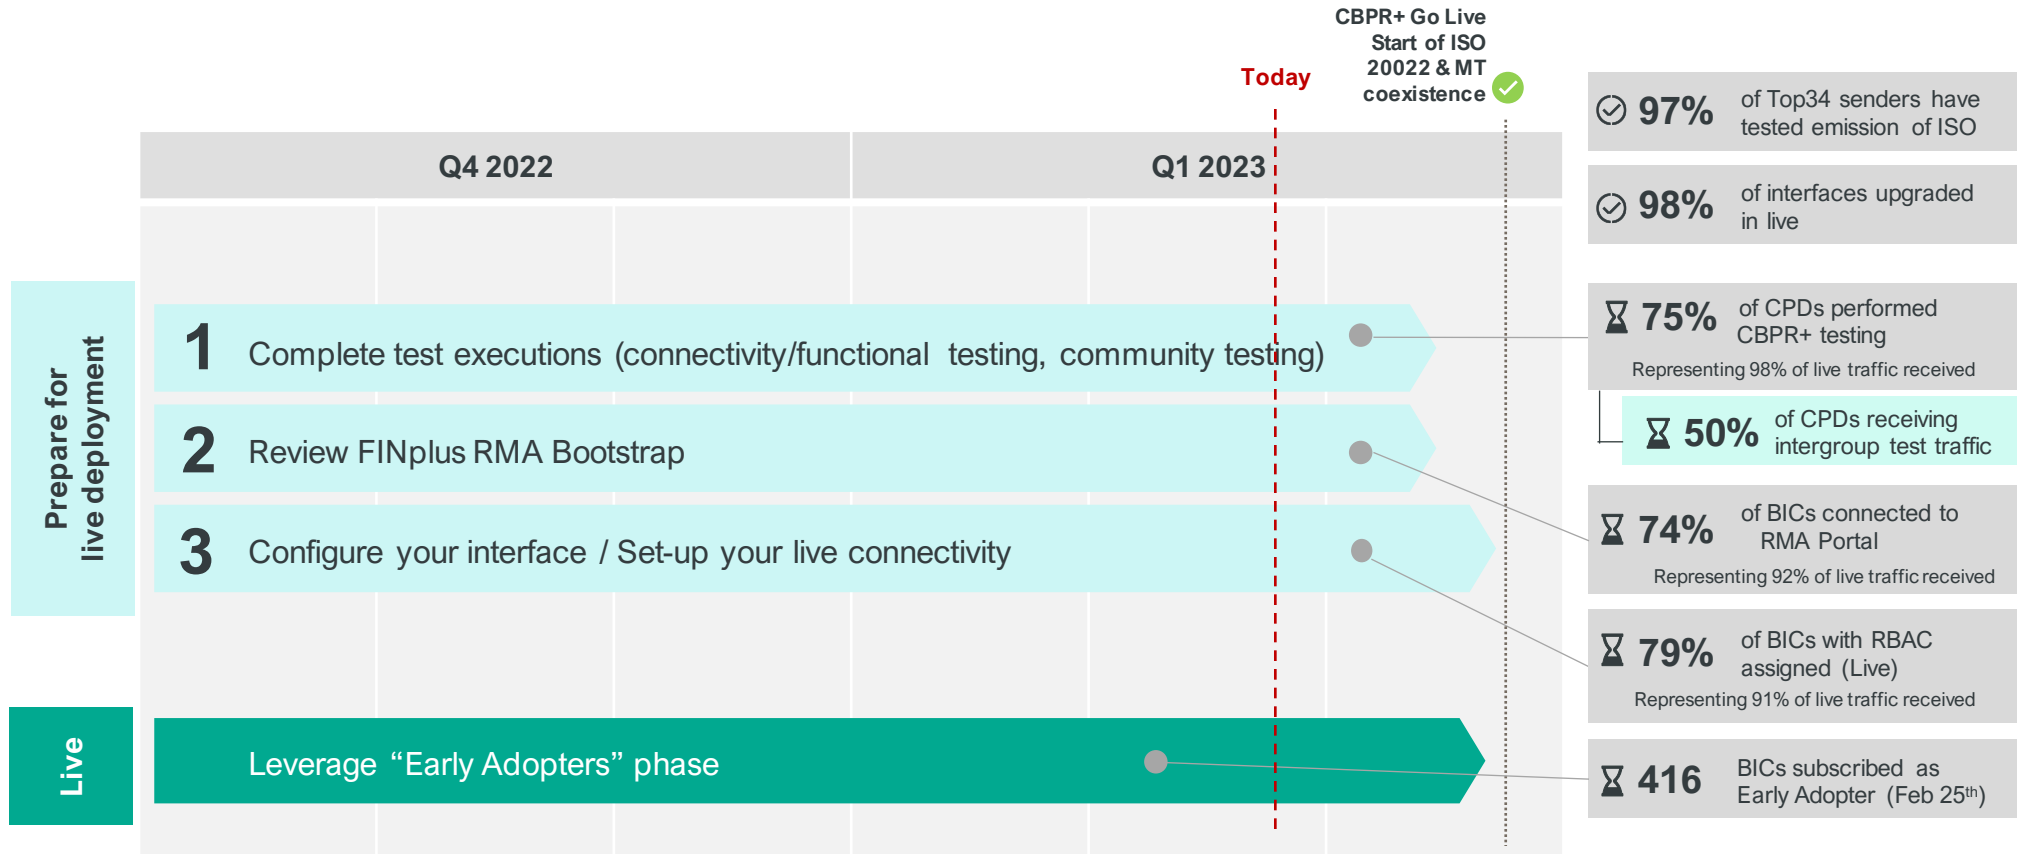 CBPR+ Go Live
Start of ISO
20022 & MT
coexistence
Today
Q4 2022
Q1 2023
Prepare for
live deployment
1
Complete test executions (connectivity/functional testing, community testing)
2
Review FINplus RMA Bootstrap
3
Configure your interface / Set-up your live connectivity
Live
Leverage “Early Adopters” phase
97%
of Top34 senders have
tested emission of ISO
98%
of interfaces upgraded
in live
75%
of CPDs performed
CBPR+ testing
Representing 98% of live traffic received
50%
of CPDs receiving
intergroup test traffic
74%
of BICs connected to
RMA Portal
Representing 92% of live traffic received
79%
of BICs with RBAC
assigned (Live)
Representing 91% of live traffic received
416
BICs subscribed as
Early Adopter (Feb 25th)